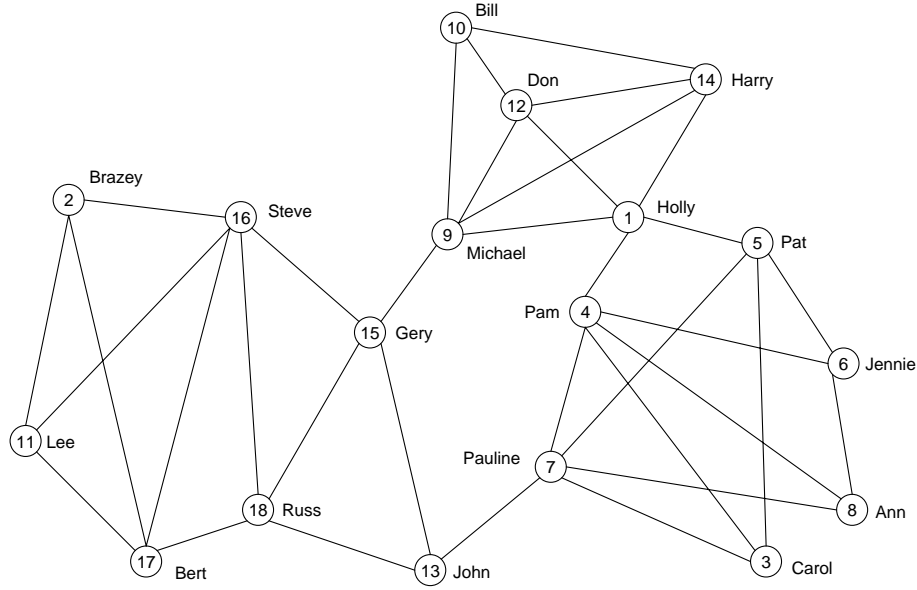 Bill
10
Don
14 Harry
12
Brazey
2
16 Steve
1 Holly
9
Michael
5 Pat
Pam 4
15 Gery
6 Jennie
11 Lee
Pauline 7
18 Russ
8 Ann
17 Bert
13 John
3 Carol